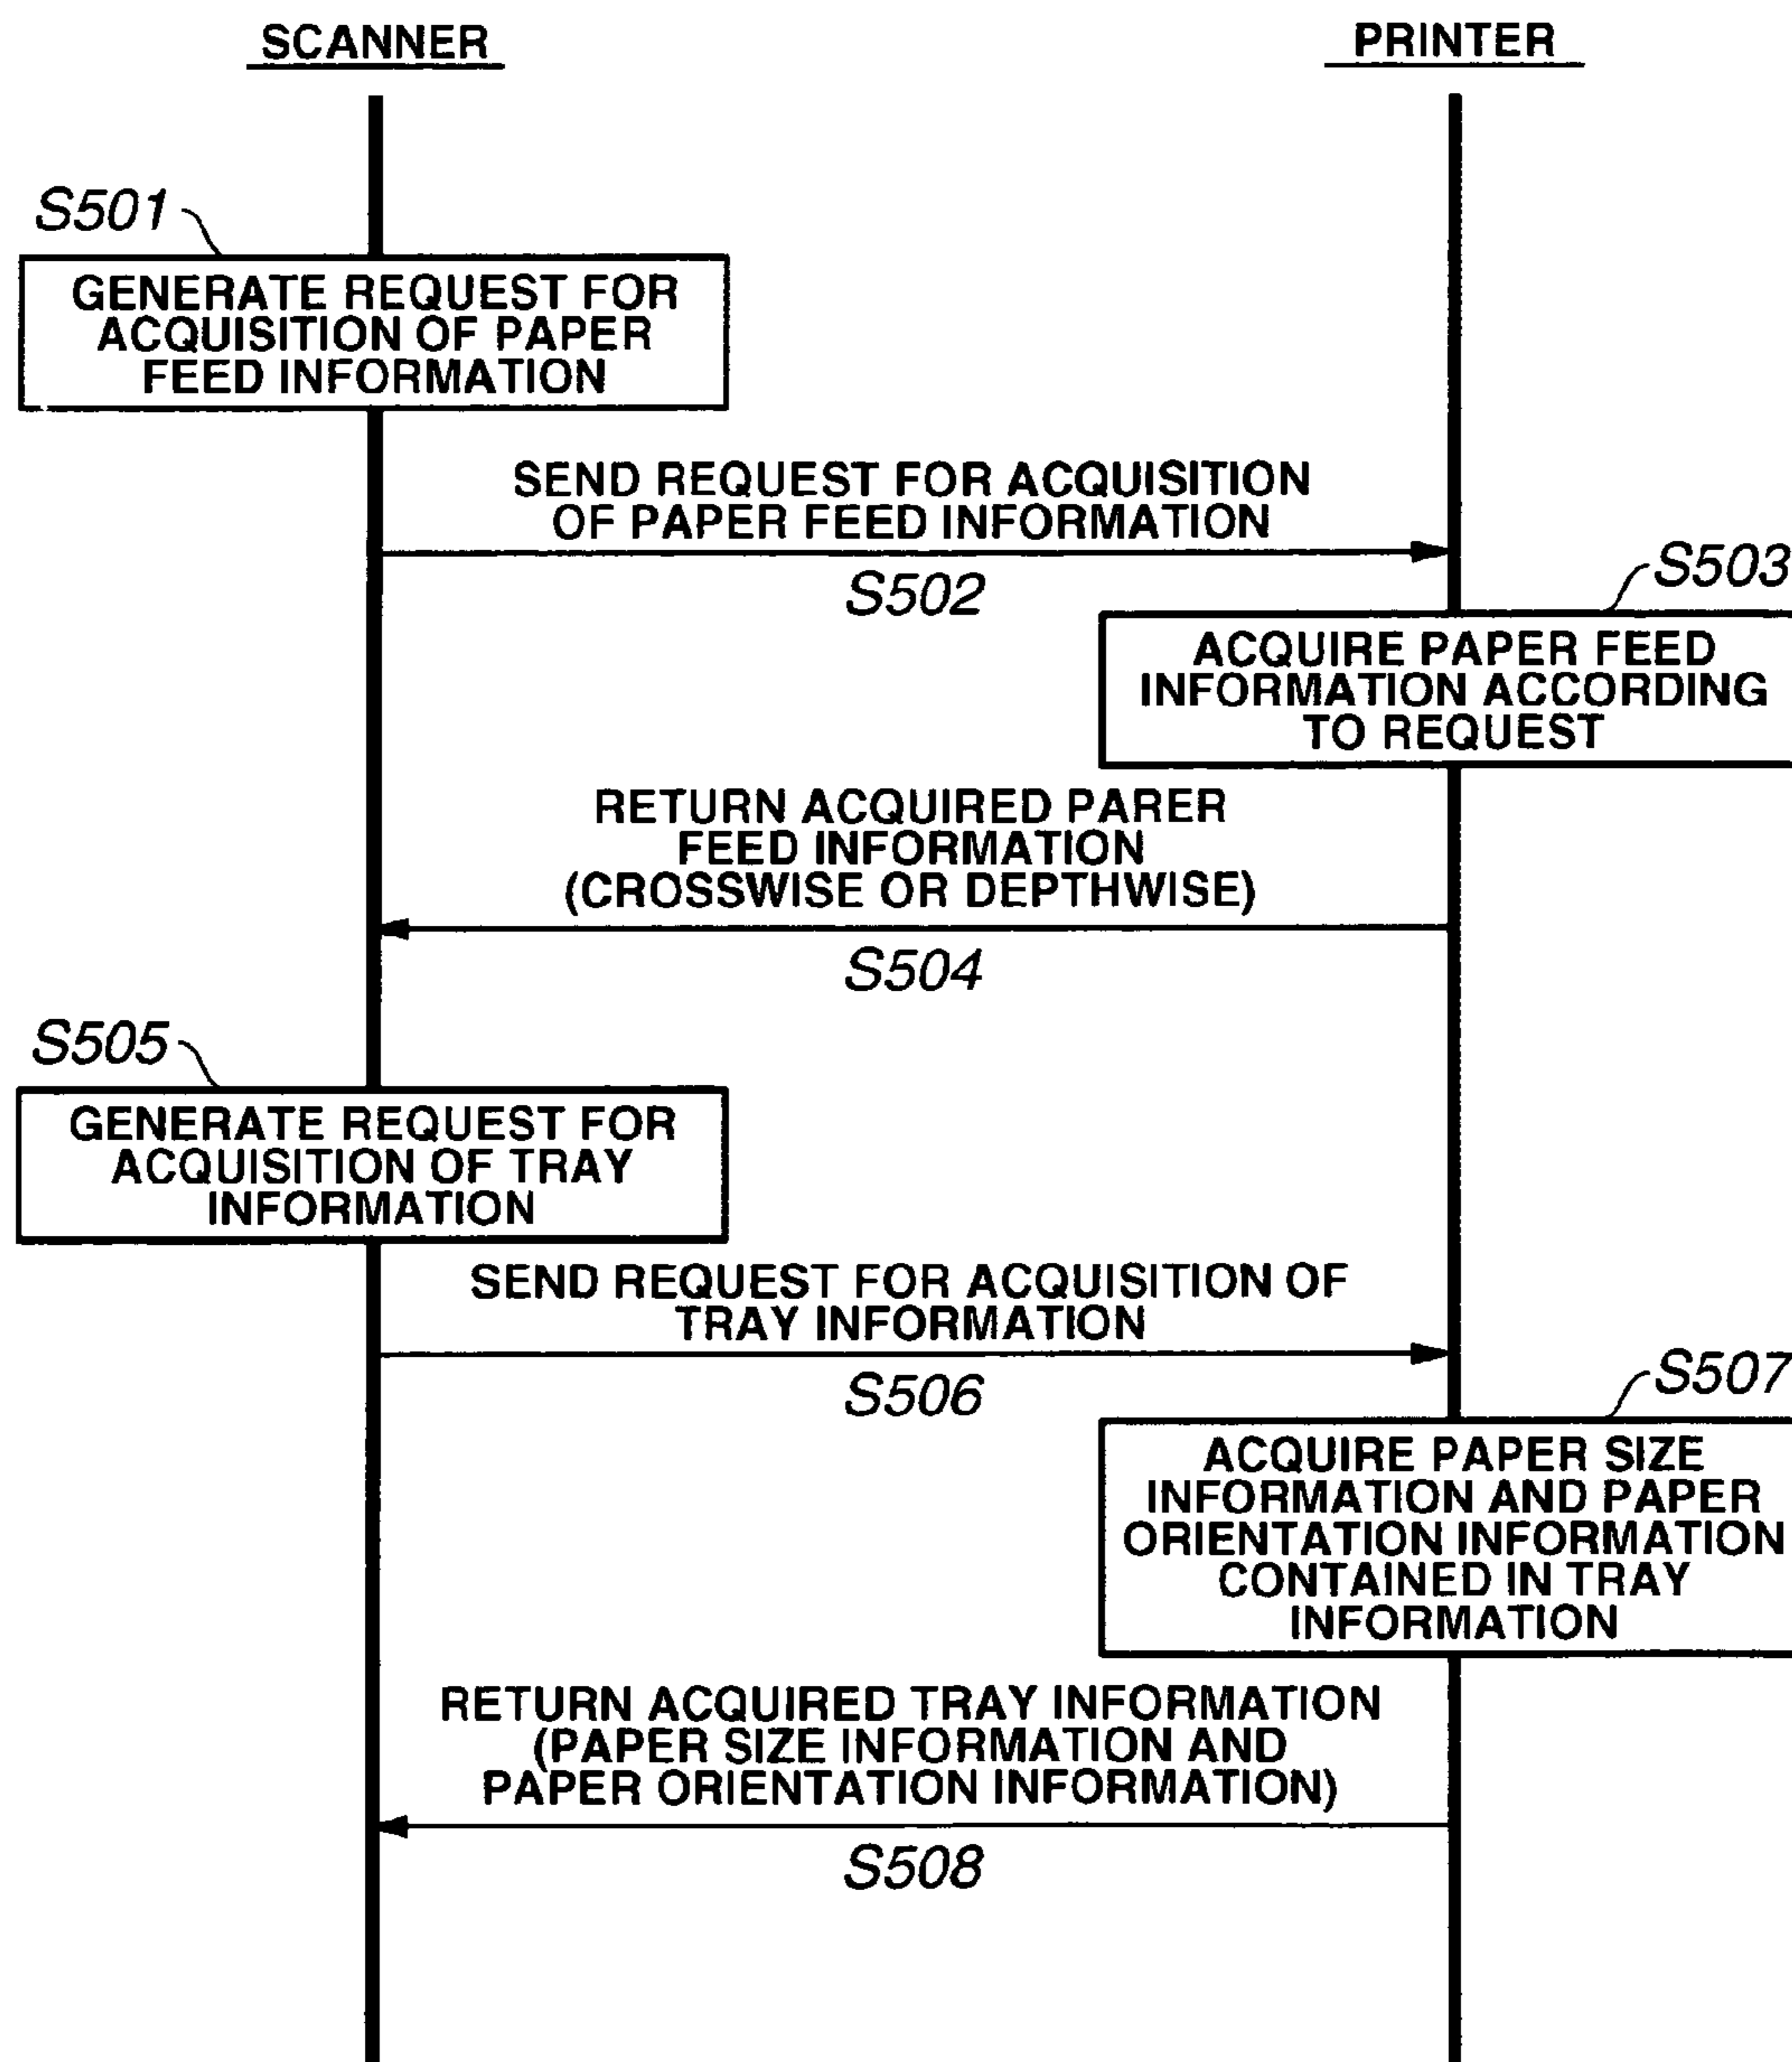 SCANNER
PRINTER
S501
GENERATE REQUEST FOR
ACQUISITION OF PAPER
FEED INFORMATION
SEND REQUEST FOR ACQUISITION
OF PAPER FEED INFORMATION
S502
S503
ACQUIRE PAPER FEED
INFORMATION ACCORDING
TO REQUEST
RETURN ACQUIRED PARER
FEED INFORMATION
(CROSSWISE OR DEPTHWISE)
S504
S505
GENERATE REQUEST FOR
ACQUISITION OF TRAY
INFORMATION
SEND REQUEST FOR ACQUISITION OF
TRAY INFORMATION
S506
S507
ACQUIRE PAPER SIZE
INFORMATION AND PAPER
ORIENTATION INFORMATION
CONTAINED IN TRAY
INFORMATION
RETURN ACQUIRED TRAY INFORMATION
(PAPER SIZE INFORMATION AND
PAPER ORIENTATION INFORMATION)
S508